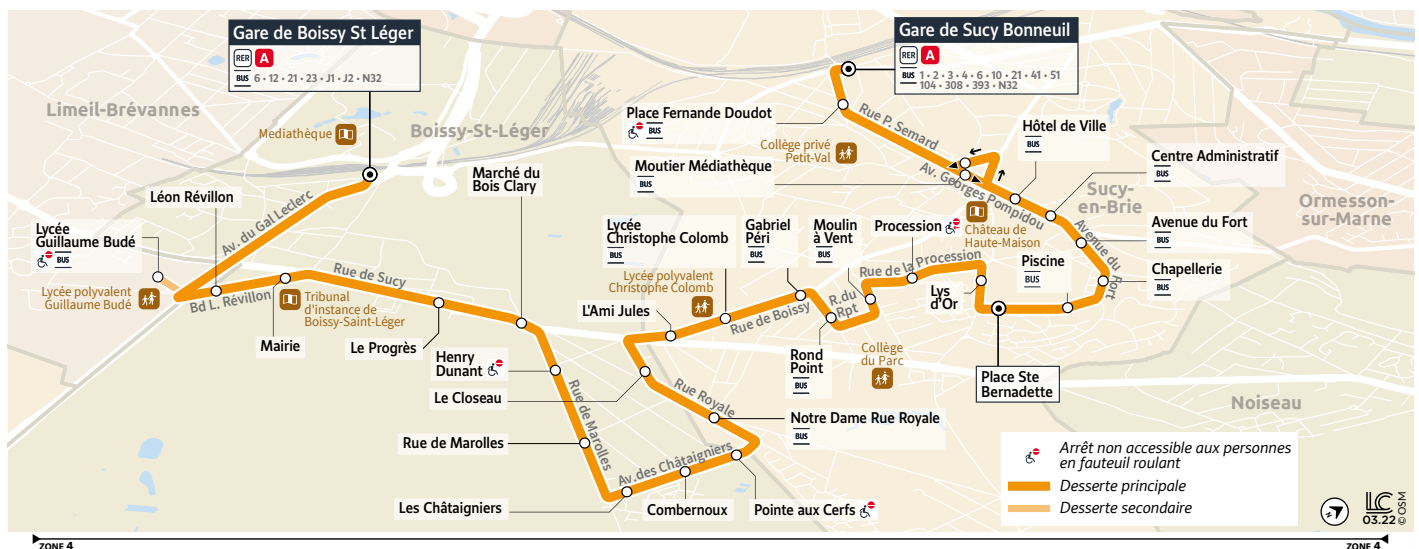 Gare de Boissy St Léger
RER A
BUS 6 • 12 • 21 • 23 • J1 • J2 • N32
Gare de Sucy Bonneuil
RER A
BUS 1 • 2 • 3 • 4 • 6 • 10 • 21 • 41 • 51
104 • 308 • 393 • N32
Limeil-Brévannes
Mediathèque
Boissy-St-Léger
Place Fernande Doudot
BUS
Rue P. Semard
Collège privé
Petit-Val
Hôtel de Ville
BUS
Moutier Médiathèque
BUS
Av. Georges Pompidou
Centre Administratif
BUS
Marché du
Bois Clary
Sucy-
en-Brie
Ormesson-
sur-Marne
Léon Révillon
Av. du Gal Leclerc
Lycée
Guillaume Budé
BUS
Lycée polyvalent
Guillaume Budé
Bd L. Révillon
Rue de Sucy
Tribunal
d'instance de
Boissy-Saint-Léger
Mairie
Le Progrès
Lycée
Christophe Colomb
BUS
Lycée polyvalent
Christophe Colomb
Gabriel
Péri
BUS
Moulin
à Vent
BUS
Procession
Château de
Haute-Maison
Avenue du Fort
Avenue du Fort
BUS
Rue de la Procession
Piscine
BUS
Chapellerie
BUS
Lys
d'Or
L'Ami Jules
Rue de Boissy
R. du
Rpt
Henry
Dunant
Le Closeau
Rond
Point
BUS
Collège
du Parc
Place Ste
Bernadette
Noiseau
Rue de Marolles
Rue Royale
Notre Dame Rue Royale
BUS
Rue de Marolles
Av. des Châtaigniers
Les Châtaigniers
Combernoux
Pointe aux Cerfs
Arrêt non accessible aux personnes
en fauteuil roulant
Desserte principale
Desserte secondaire
LC
03.22
© OSM
ZONE 4
ZONE 4